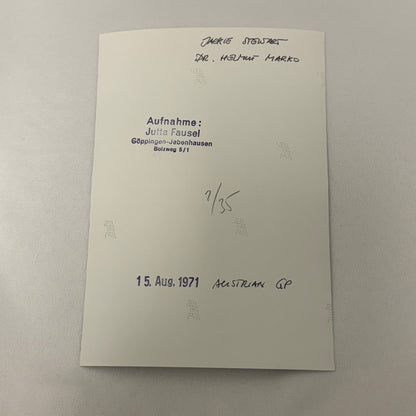 JACKIE STEWART
DR. HELMUT MARKO
Aufnahme:
Jutta Fausel
Göppingen-Jebenhausen
Bolzweg 5/1
/35
15. Aug. 1971 AUSTRIAN GP